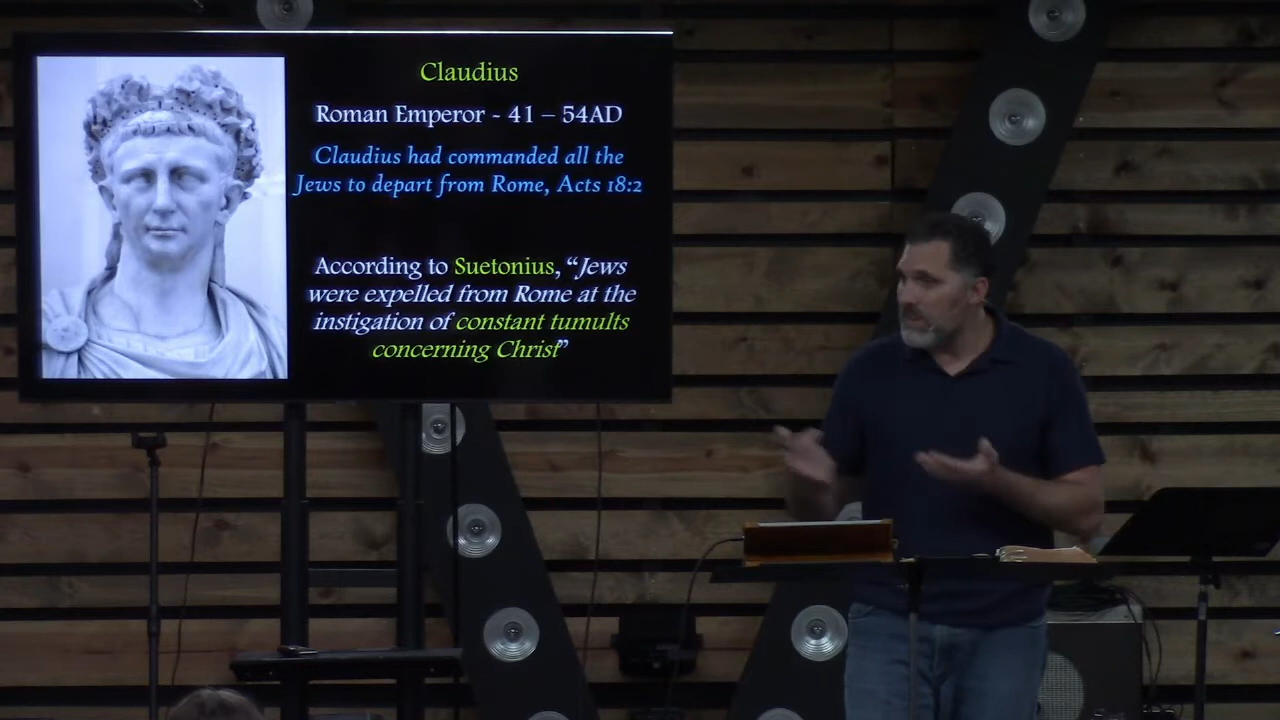 Claudius
Roman Emperor - 41 – 54AD
Claudius had commanded all the
Jews to depart from Rome, Acts 18:2
According to Suetonius, “Jews
were expelled from Rome at the
instigation of constant tumults
concerning Christ”